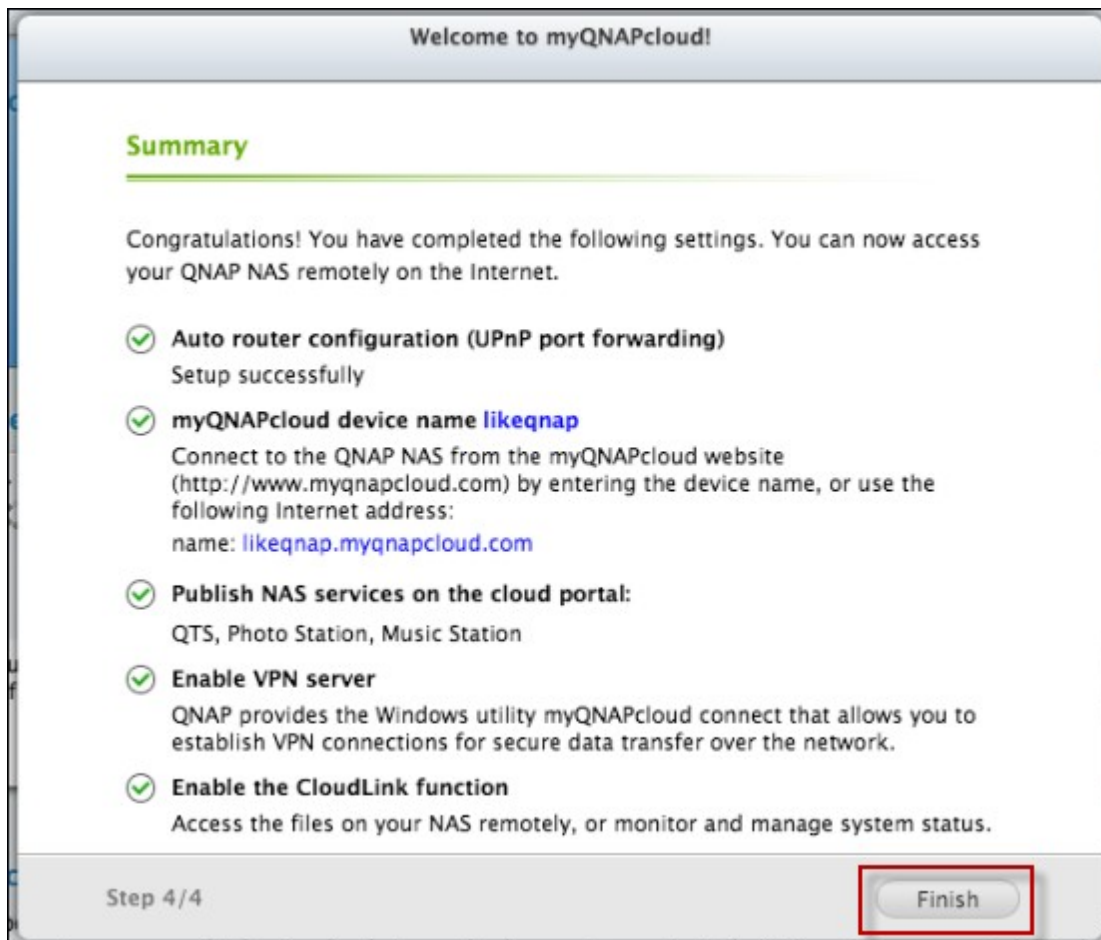 Welcome to myQNAPcloud!
Summary
Congratulations! You have completed the following settings. You can now access
your QNAP NAS remotely on the Internet.
Auto router configuration (UPnP port forwarding)
Setup successfully
myQNAPcloud device name likeqnap
Connect to the QNAP NAS from the myQNAPcloud website
(http://www.myqnapcloud.com) by entering the device name, or use the
following Internet address:
name: likeqnap.myqnapcloud.com
Publish NAS services on the cloud portal:
QTS, Photo Station, Music Station
Enable VPN server
QNAP provides the Windows utility myQNAPcloud connect that allows you to
establish VPN connections for secure data transfer over the network.
Enable the CloudLink function
Access the files on your NAS remotely, or monitor and manage system status.
Step 4/4
Finish